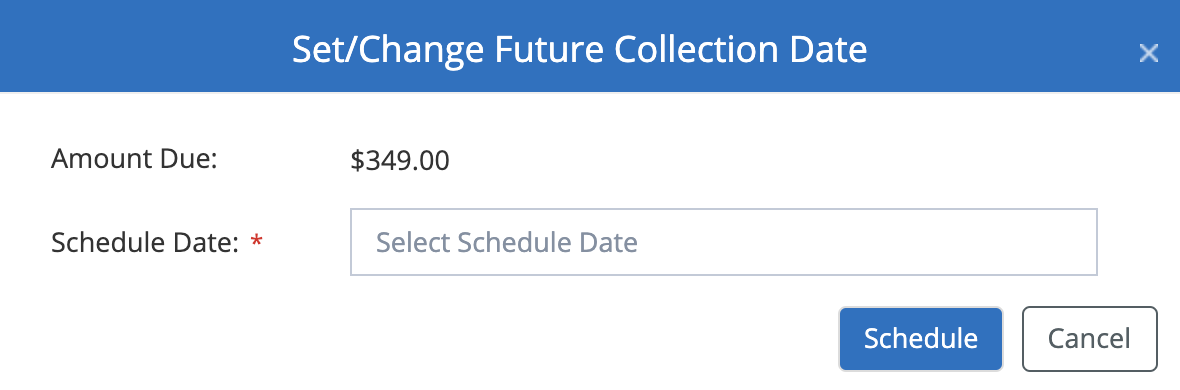 Set/Change Future Collection Date
×
Amount Due: $349.00
Schedule Date: * Select Schedule Date
Schedule Cancel